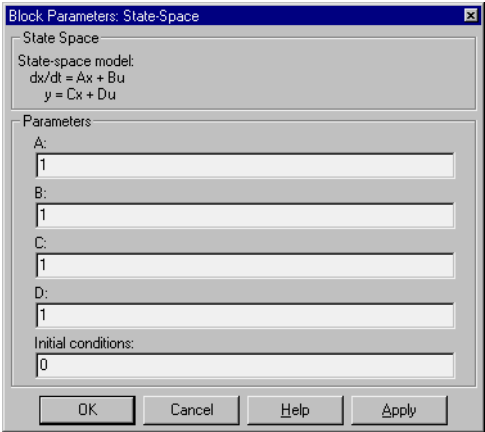 Block Parameters: State-Space
State Space
State-space model:
dx/dt = Ax + Bu
y = Cx + Du
Parameters
A:
1
B:
1
C:
1
D:
1
Initial conditions:
0
OK Cancel Help Apply